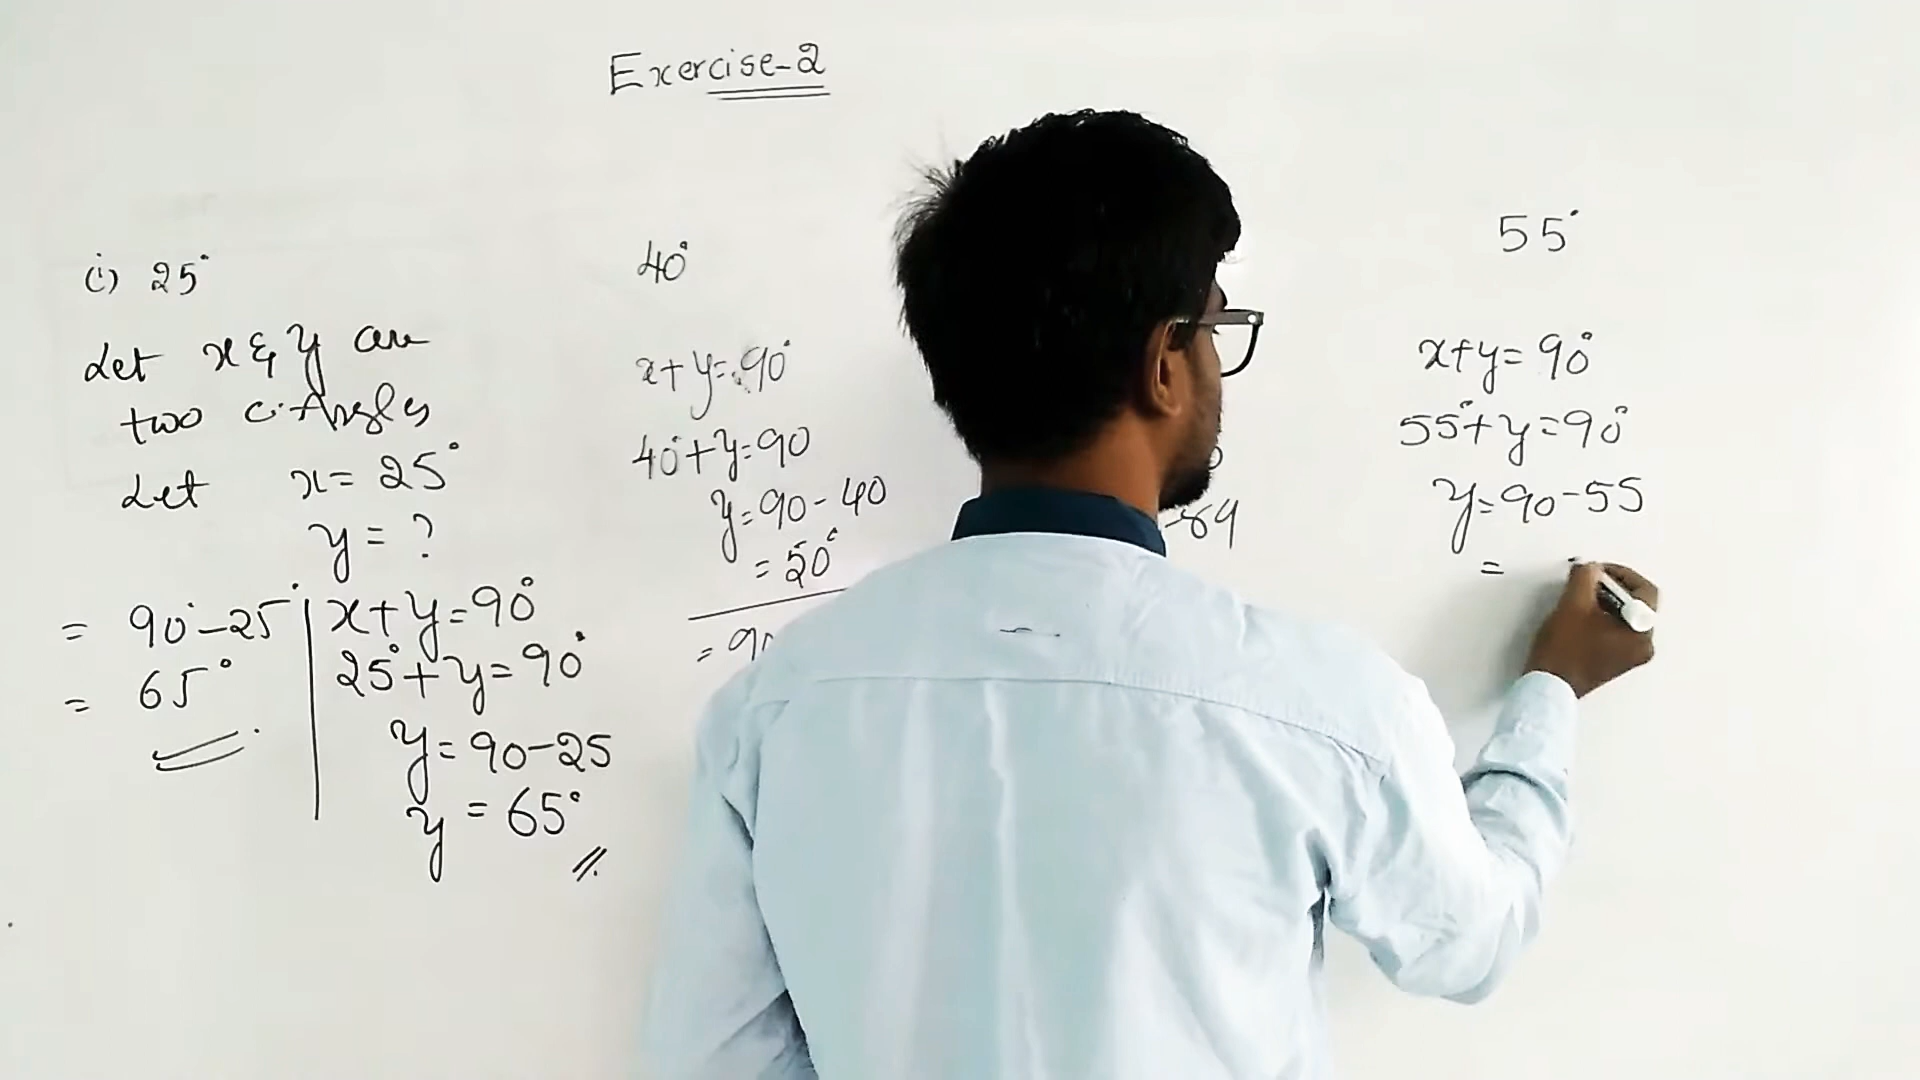 Exercise-2
(i) 25°
Let x & y are
two c. Angles
Let x = 25°
y = ?
= 90° - 25°
= 65°
x + y = 90°
25° + y = 90°
y = 90 - 25
y = 65°
40°
x + y = 90°
40° + y = 90
y = 90 - 40
= 50°
= 90
55°
x + y = 90°
55° + y = 90°
y = 90 - 55
=